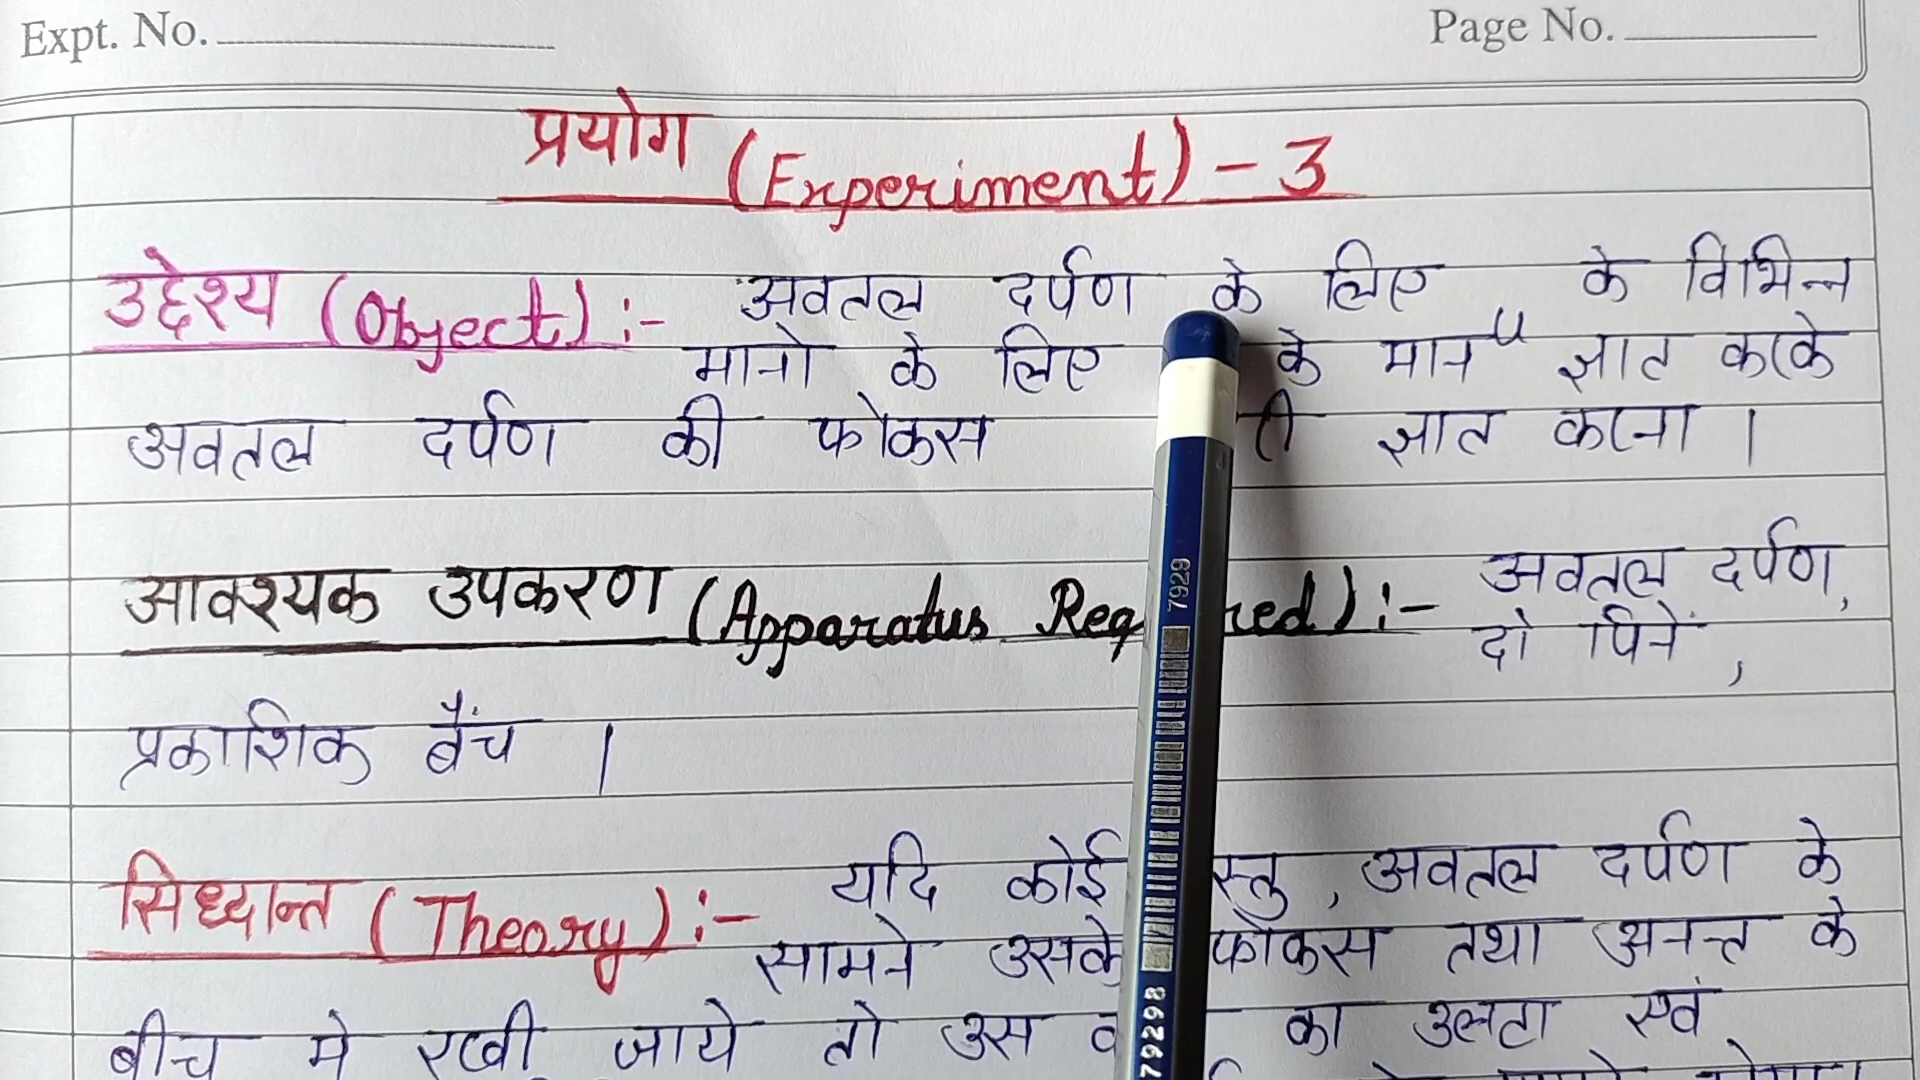 Expt. No. Page No.
प्रयोग (Experiment) - 3
उद्देश्य (Object) :- अवतल दर्पण के लिए u के विभिन्न
मानो के लिए के मान ज्ञात करके
अवतल दर्पण की फोकस री ज्ञात करना ।
आवश्यक उपकरण (Apparatus Req red) :- अवतल दर्पण,
दो पिनें,
प्रकाशिक बैंच ।
सिध्दान्त (Theory) :- यदि कोई स्तु, अवतल दर्पण के
सामने उसके फोकस तथा अनन्त के
बीच मे रखी जाये तो उस व का उलटा एवं
7929
79298